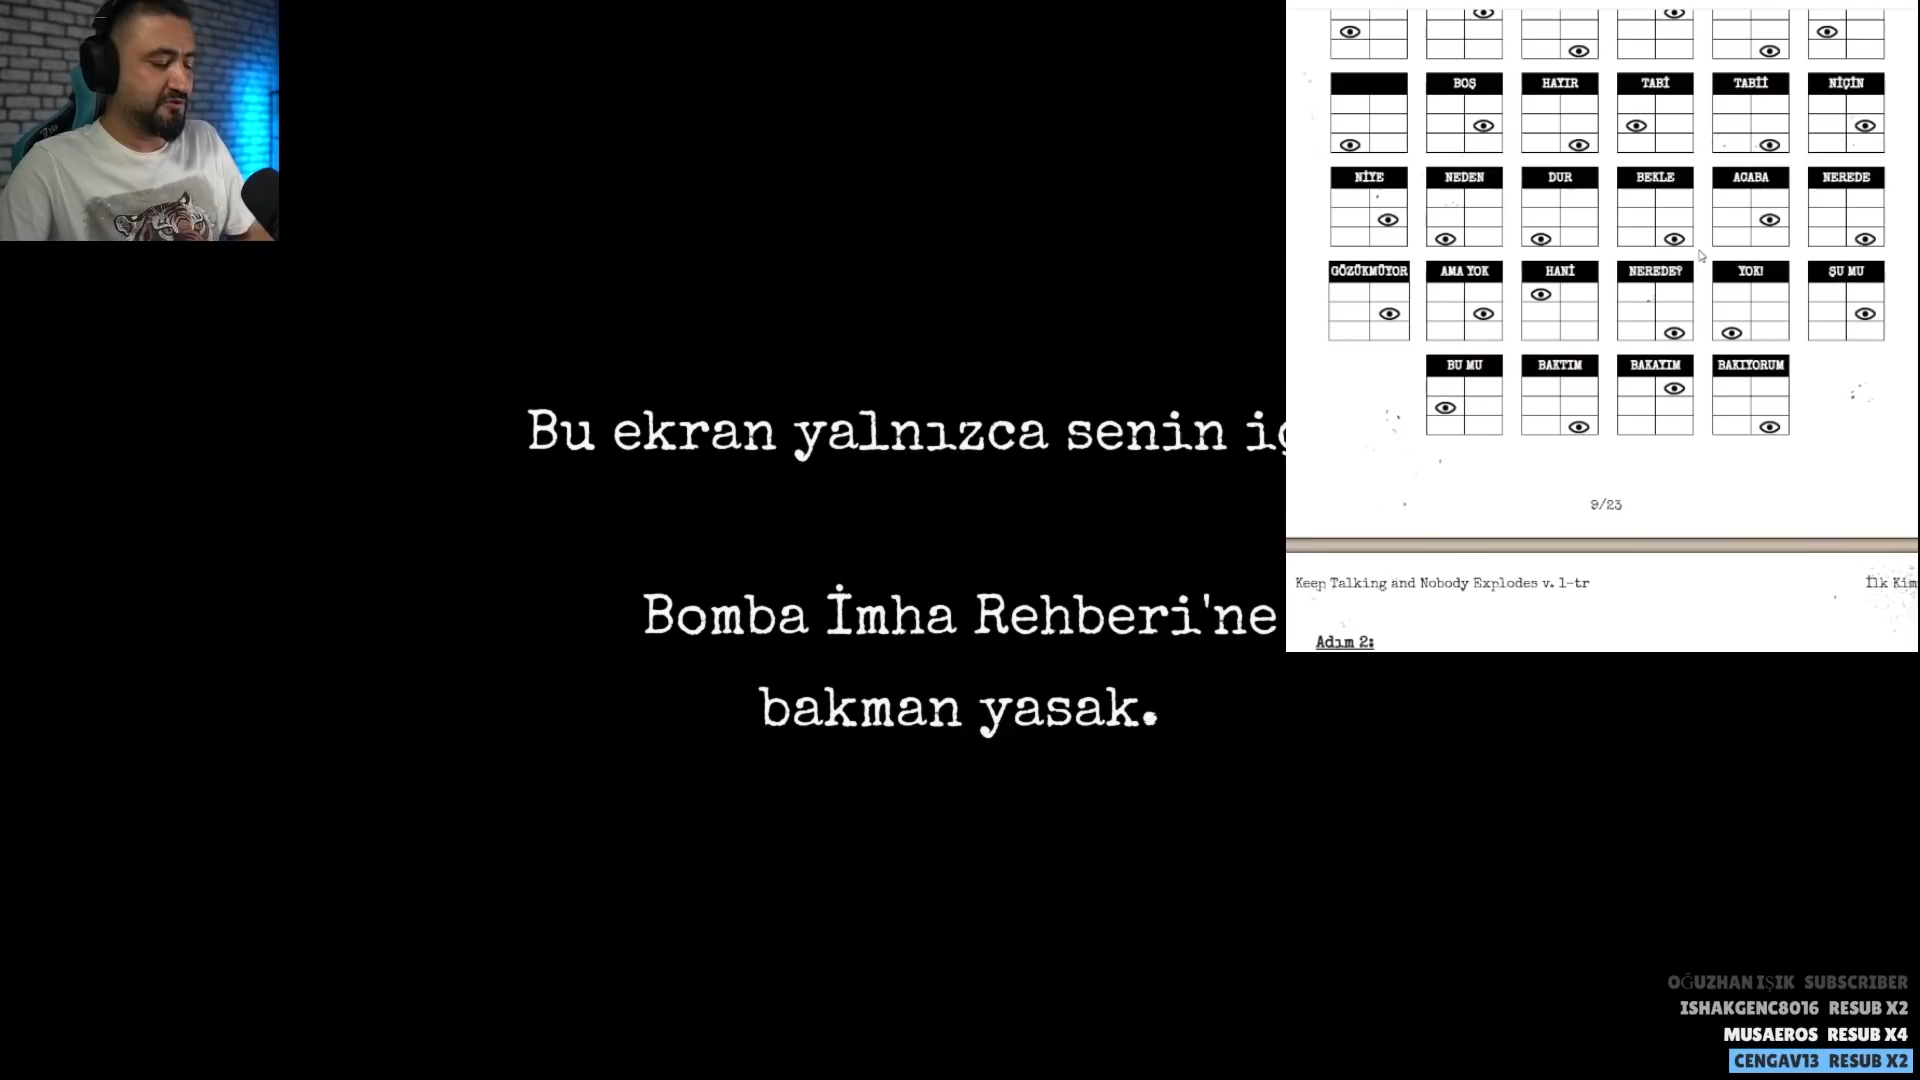 BOŞ HAYIR TABİ TABİİ NİÇİN
NİYE NEDEN DUR BEKLE ACABA NEREDE
GÖZÜKMÜYOR AMA YOK HANİ NEREDE? YOK! ŞU MU
BU MU BAKTIM BAKAYIM BAKIYORUM
9/23
Keep Talking and Nobody Explodes v. 1-tr İlk Kim
Adım 2:
Bu ekran yalnızca senin iç
Bomba İmha Rehberi'ne
bakman yasak.
OĞUZHAN IŞIK SUBSCRIBER
ISHAKGENC8016 RESUB X2
MUSAEROS RESUB X4
CENGAV13 RESUB X2